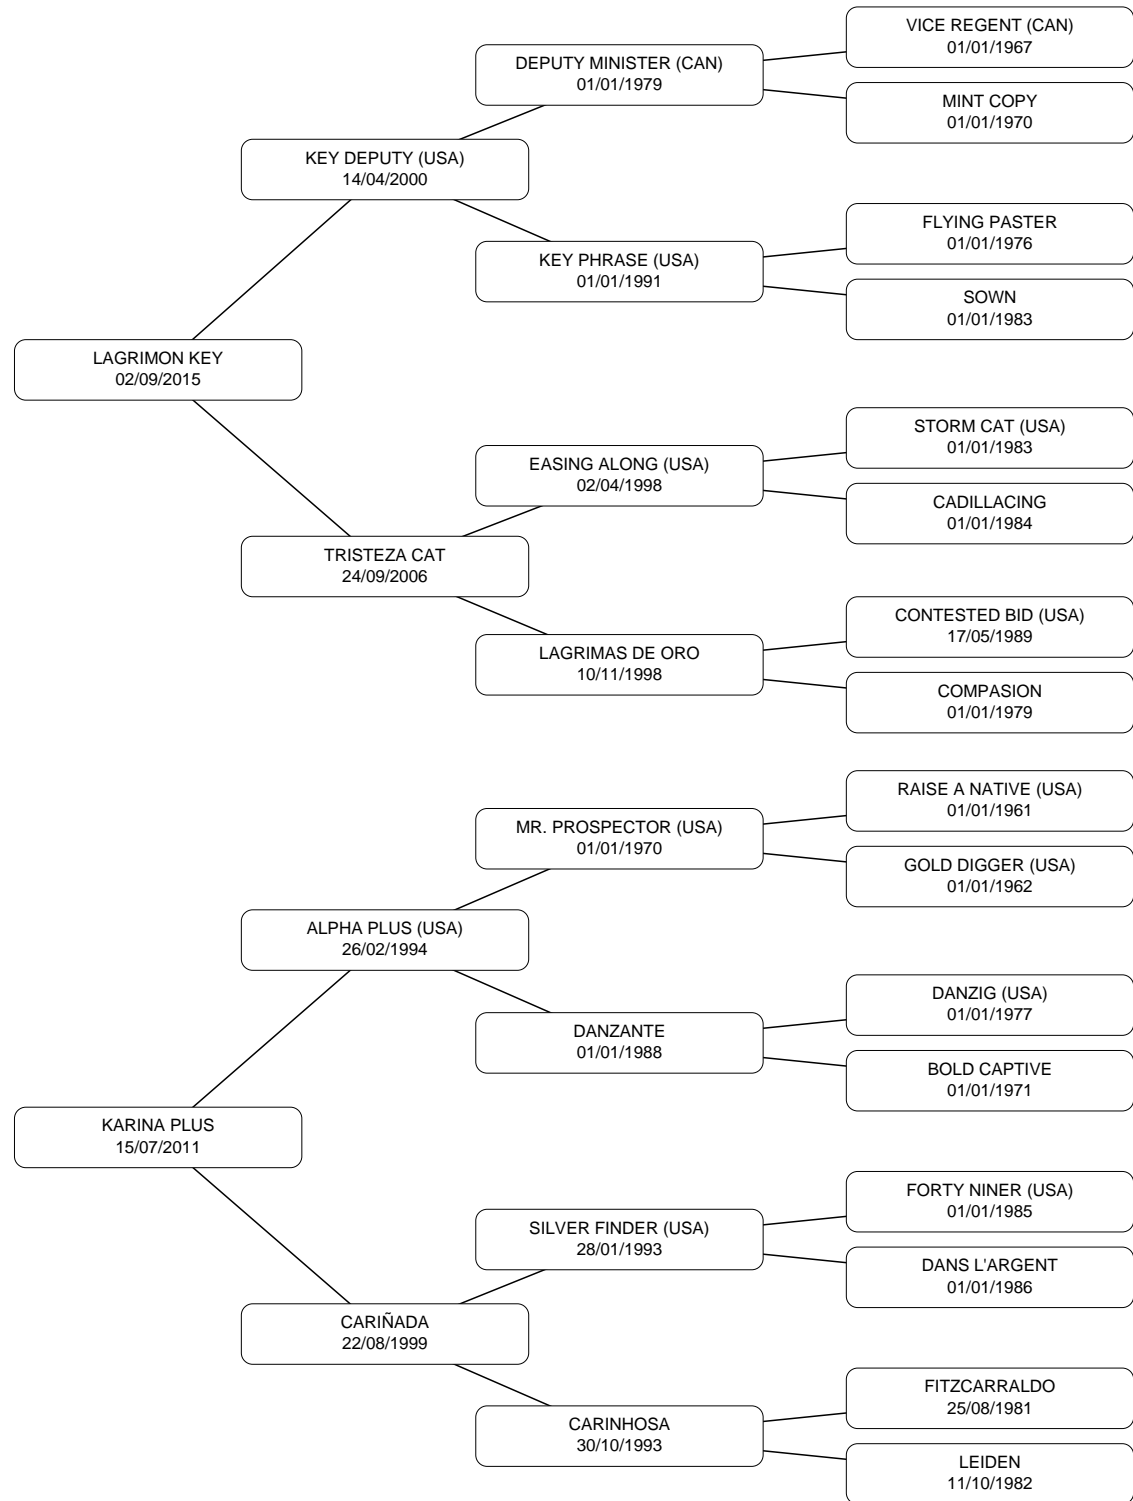 VICE REGENT (CAN)
01/01/1967
DEPUTY MINISTER (CAN)
01/01/1979
MINT COPY
01/01/1970
KEY DEPUTY (USA)
14/04/2000
FLYING PASTER
01/01/1976
KEY PHRASE (USA)
01/01/1991
SOWN
01/01/1983
LAGRIMON KEY
02/09/2015
STORM CAT (USA)
01/01/1983
EASING ALONG (USA)
02/04/1998
CADILLACING
01/01/1984
TRISTEZA CAT
24/09/2006
CONTESTED BID (USA)
17/05/1989
LAGRIMAS DE ORO
10/11/1998
COMPASION
01/01/1979
RAISE A NATIVE (USA)
01/01/1961
MR. PROSPECTOR (USA)
01/01/1970
GOLD DIGGER (USA)
01/01/1962
ALPHA PLUS (USA)
26/02/1994
DANZIG (USA)
01/01/1977
DANZANTE
01/01/1988
BOLD CAPTIVE
01/01/1971
KARINA PLUS
15/07/2011
FORTY NINER (USA)
01/01/1985
SILVER FINDER (USA)
28/01/1993
DANS L'ARGENT
01/01/1986
CARIÑADA
22/08/1999
FITZCARRALDO
25/08/1981
CARINHOSA
30/10/1993
LEIDEN
11/10/1982